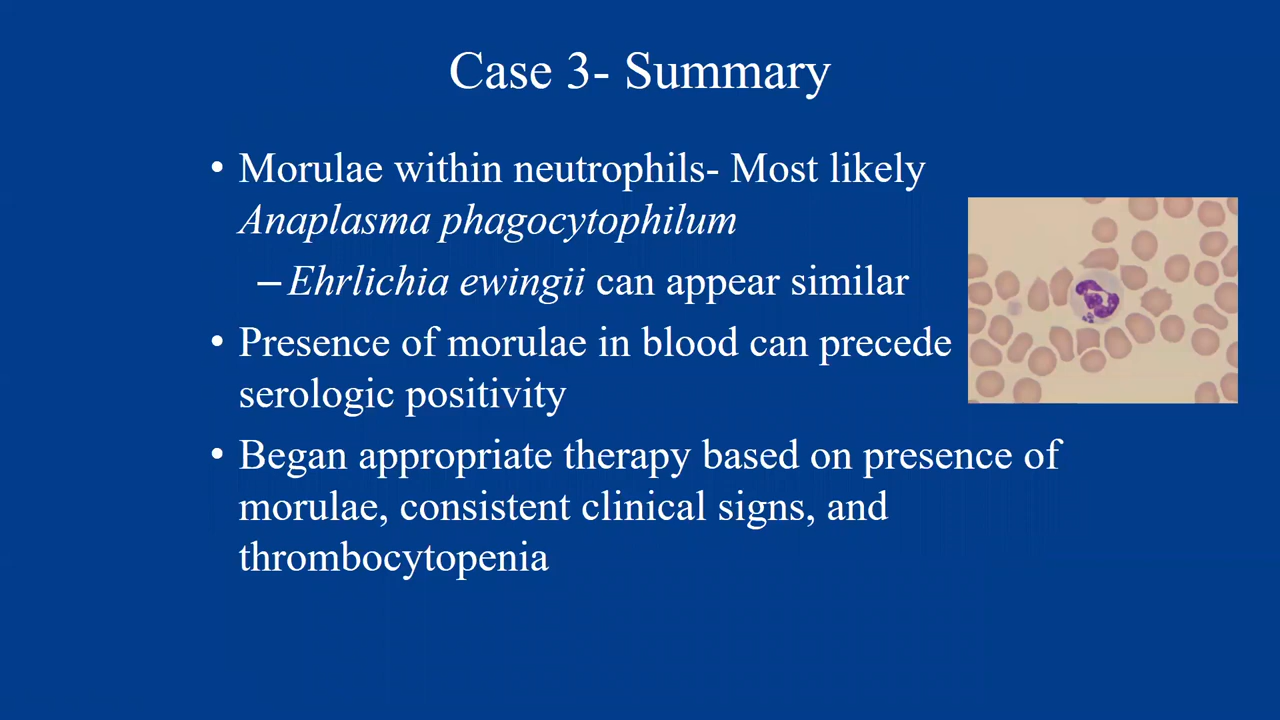 Case 3- Summary
• Morulae within neutrophils- Most likely
Anaplasma phagocytophilum
– Ehrlichia ewingii can appear similar
• Presence of morulae in blood can precede
serologic positivity
• Began appropriate therapy based on presence of
morulae, consistent clinical signs, and
thrombocytopenia